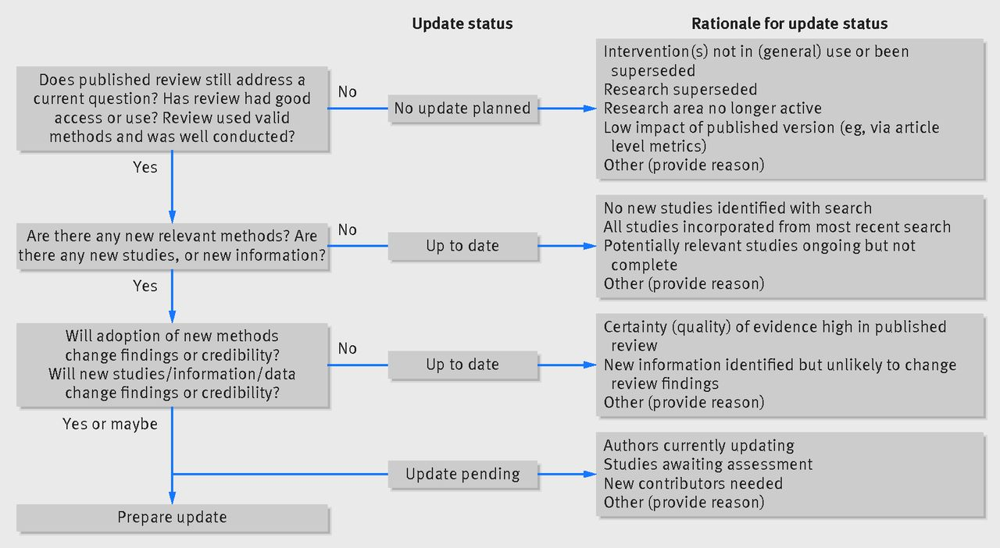 Update status
Rationale for update status
Does published review still address a
current question? Has review had good
access or use? Review used valid
methods and was well conducted?
No
No update planned
Intervention(s) not in (general) use or been
superseded
Research superseded
Research area no longer active
Low impact of published version (eg, via article
level metrics)
Other (provide reason)
Yes
Are there any new relevant methods? Are
there any new studies, or new information?
No
Up to date
No new studies identified with search
All studies incorporated from most recent search
Potentially relevant studies ongoing but not
complete
Other (provide reason)
Yes
Will adoption of new methods
change findings or credibility?
Will new studies/information/data
change findings or credibility?
No
Up to date
Certainty (quality) of evidence high in published
review
New information identified but unlikely to change
review findings
Other (provide reason)
Yes or maybe
Update pending
Authors currently updating
Studies awaiting assessment
New contributors needed
Other (provide reason)
Prepare update